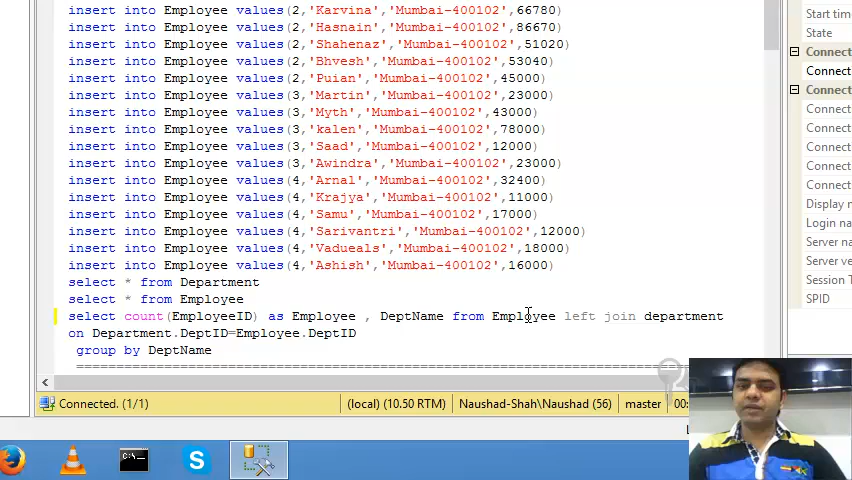 insert into Employee values(2,'Karvina','Mumbai-400102',66780)
insert into Employee values(2,'Hasnain','Mumbai-400102',86670)
insert into Employee values(2,'Shahenaz','Mumbai-400102',51020)
insert into Employee values(2,'Bhvesh','Mumbai-400102',53040)
insert into Employee values(2,'Puian','Mumbai-400102',45000)
insert into Employee values(3,'Martin','Mumbai-400102',23000)
insert into Employee values(3,'Myth','Mumbai-400102',43000)
insert into Employee values(3,'kalen','Mumbai-400102',78000)
insert into Employee values(3,'Saad','Mumbai-400102',12000)
insert into Employee values(3,'Awindra','Mumbai-400102',23000)
insert into Employee values(4,'Arnal','Mumbai-400102',32400)
insert into Employee values(4,'Krajya','Mumbai-400102',11000)
insert into Employee values(4,'Samu','Mumbai-400102',17000)
insert into Employee values(4,'Sarivantri','Mumbai-400102',12000)
insert into Employee values(4,'Vadueals','Mumbai-400102',18000)
insert into Employee values(4,'Ashish','Mumbai-400102',16000)
select * from Department
select * from Employee
select count(EmployeeID) as Employee , DeptName from Employee left join department
on Department.DeptID=Employee.DeptID
group by DeptName
Connected. (1/1) (local) (10.50 RTM) Naushad-Shah\Naushad (56) master 00:
Start tim
State
Connect
Connect
Connect
Connec
Connec
Connec
Connec
Connec
Display n
Login na
Server na
Server ve
Session T
SPID